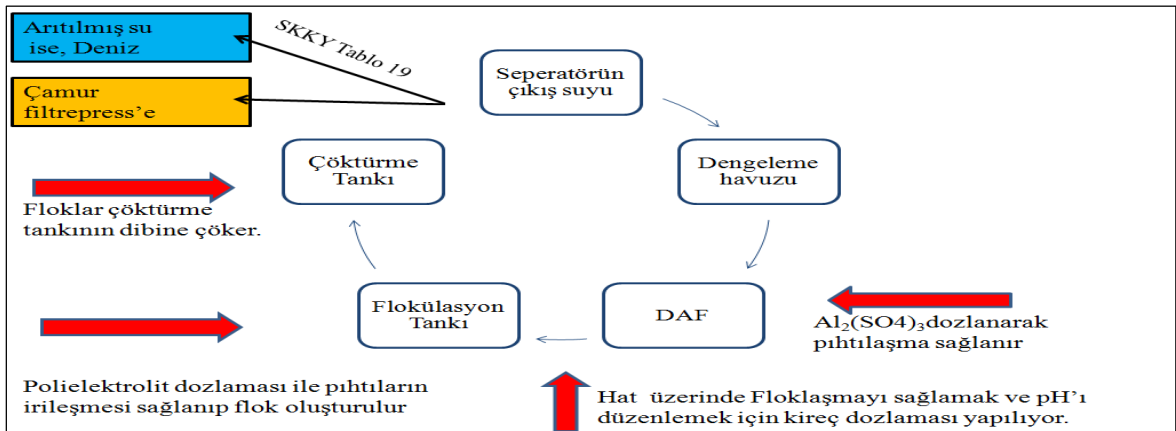 Arıtılmış su
ise, Deniz
SKKY Tablo 19
Çamur
filtrepress’e
Seperatörün
çıkış suyu
Dengeleme
havuzu
DAF
Al₂(SO4)₃dozlanarak
pıhtılaşma sağlanır
Hat üzerinde Floklaşmayı sağlamak ve pH’ı
düzenlemek için kireç dozlaması yapılıyor.
Flokülasyon
Tankı
Polielektrolit dozlaması ile pıhtıların
irileşmesi sağlanıp flok oluşturulur
Çöktürme
Tankı
Floklar çöktürme
tankının dibine çöker.